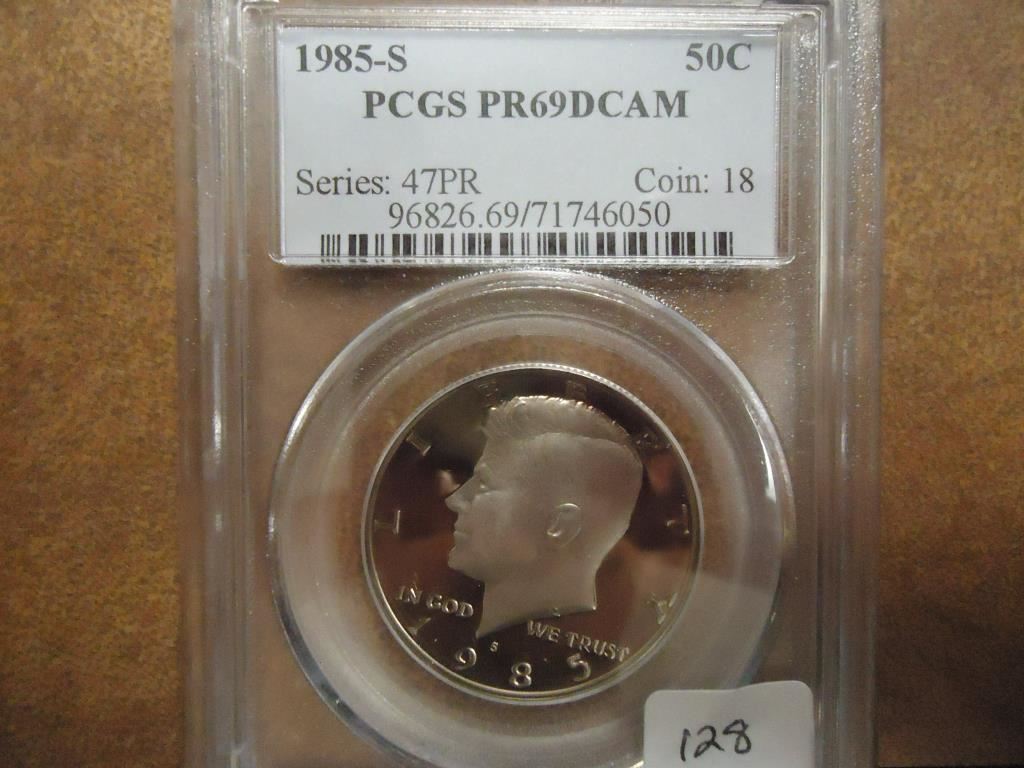 1985-S 50C
PCGS PR69DCAM
Series: 47PR Coin: 18
96826.69/71746050
LIBERTY
IN GOD WE TRUST
S
1985
128